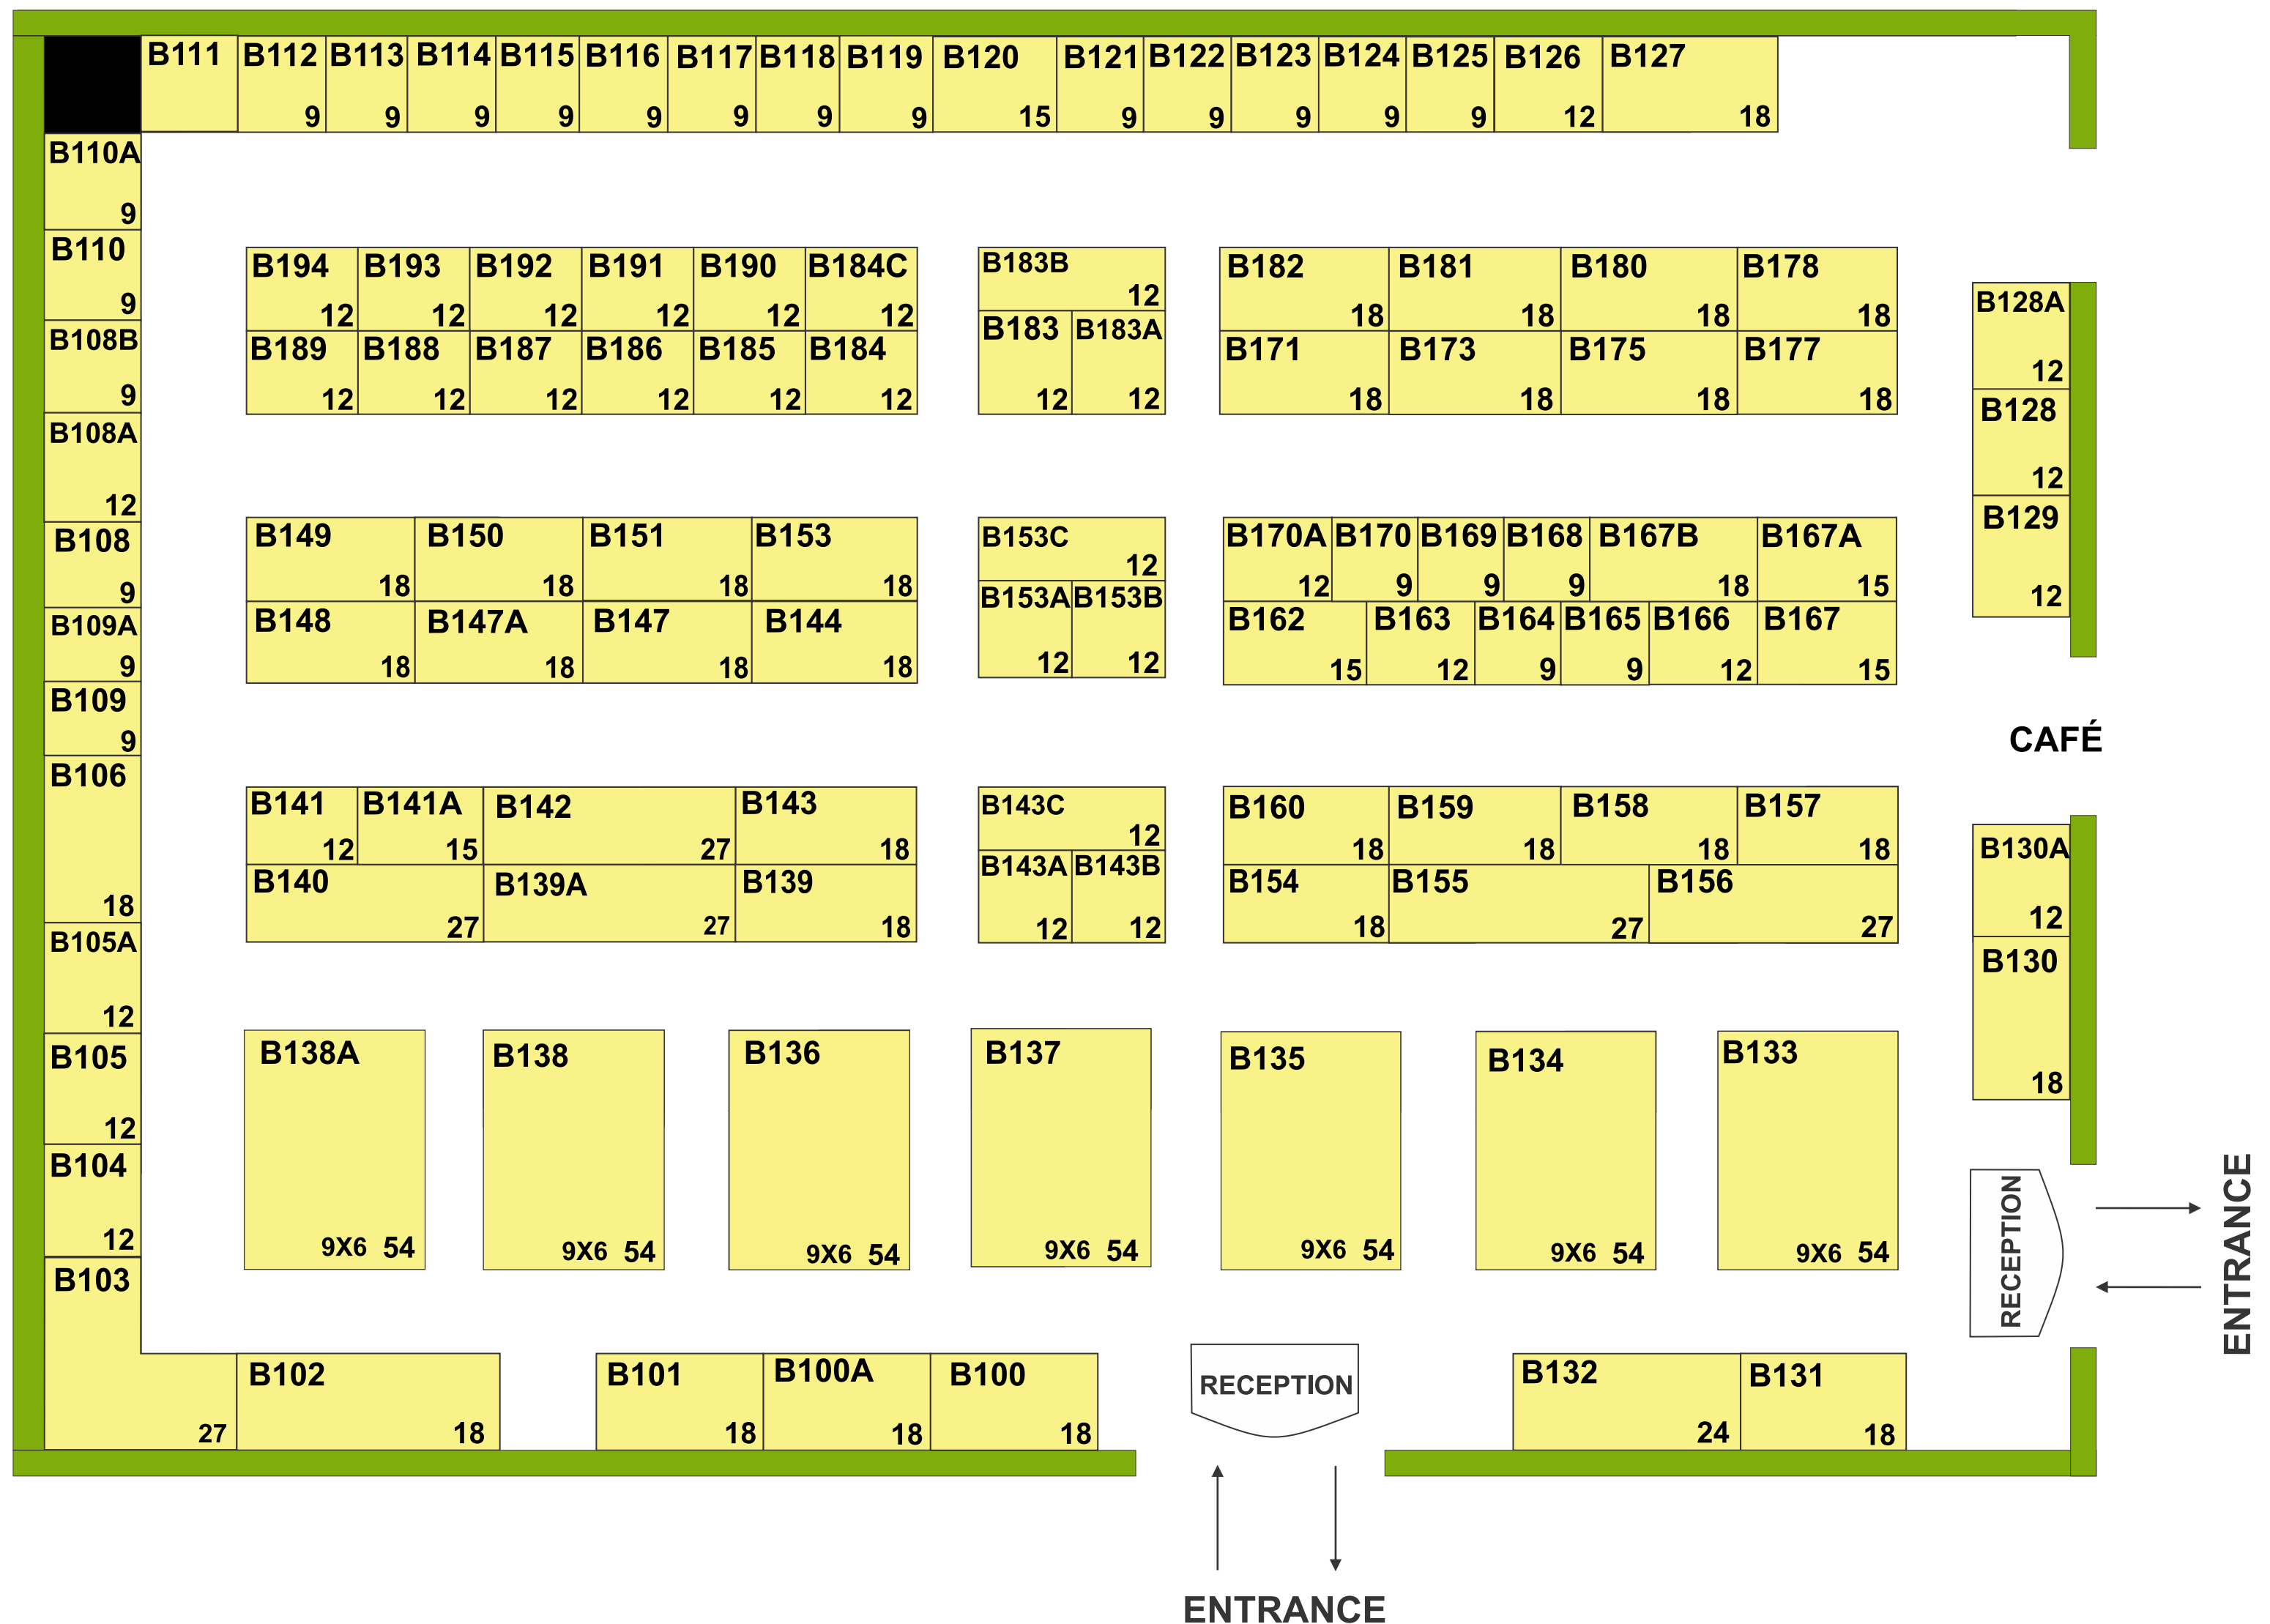 B111 B112 B113 B114 B115 B116 B117 B118 B119 B120 B121 B122 B123 B124 B125 B126 B127
9 9 9 9 9 9 9 9 15 9 9 9 9 9 12 18
B110A
9
B110
9
B108B
9
B108A
12
B108
9
B109A
9
B109
9
B106
18
B105A
12
B105
12
B104
12
B103
27
B194 B193 B192 B191 B190 B184C
12 12 12 12 12 12
B189 B188 B187 B186 B185 B184
12 12 12 12 12 12
B183B
12
B183 B183A
12 12
B182 B181 B180 B178
18 18 18 18
B171 B173 B175 B177
18 18 18 18
B128A
12
B128
12
B129
12
B149 B150 B151 B153
18 18 18 18
B148 B147A B147 B144
18 18 18 18
B153C
12
B153A B153B
12 12
B170A B170 B169 B168 B167B B167A
12 9 9 9 18 15
B162 B163 B164 B165 B166 B167
15 12 9 9 12 15
CAFÉ
B141 B141A B142 B143
12 15 27 18
B140 B139A B139
27 27 18
B143C
12
B143A B143B
12 12
B160 B159 B158 B157
18 18 18 18
B154 B155 B156
18 27 27
B130A
12
B130
18
B138A B138 B136 B137 B135 B134 B133
9X6 54 9X6 54 9X6 54 9X6 54 9X6 54 9X6 54 9X6 54
RECEPTION
ENTRANCE
B102 B101 B100A B100
18 18 18 18
RECEPTION
B132 B131
24 18
ENTRANCE